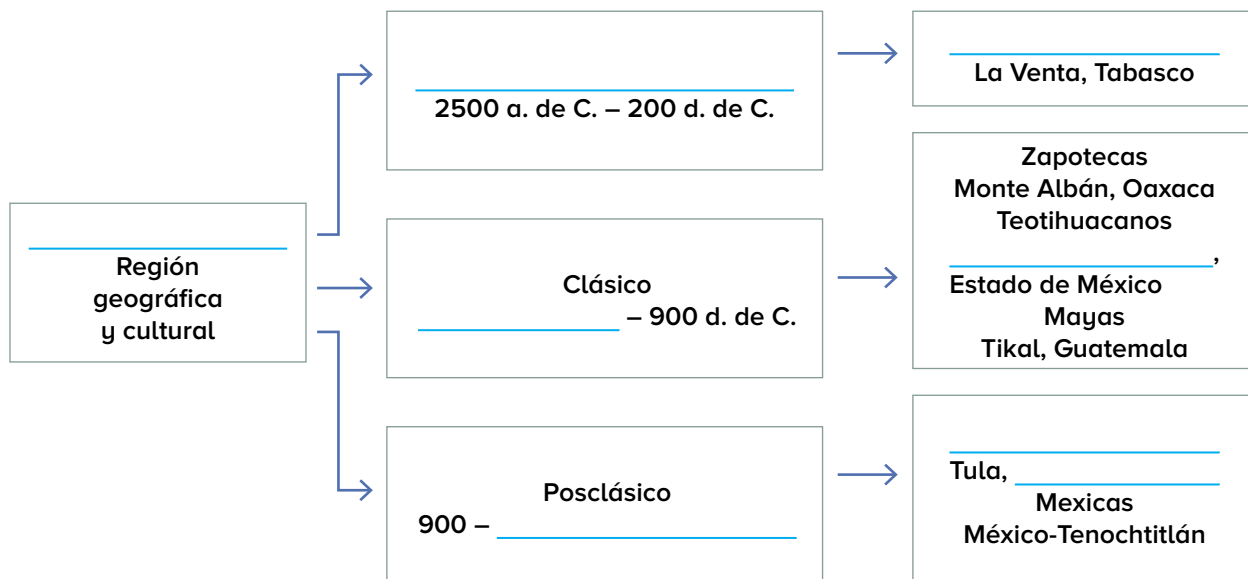 2500 a. de C. – 200 d. de C.
La Venta, Tabasco
Región
geográfica
y cultural
Clásico
– 900 d. de C.
Zapotecas
Monte Albán, Oaxaca
Teotihuacanos
,
Estado de México
Mayas
Tikal, Guatemala
Posclásico
900 –
Tula,
Mexicas
México-Tenochtitlán